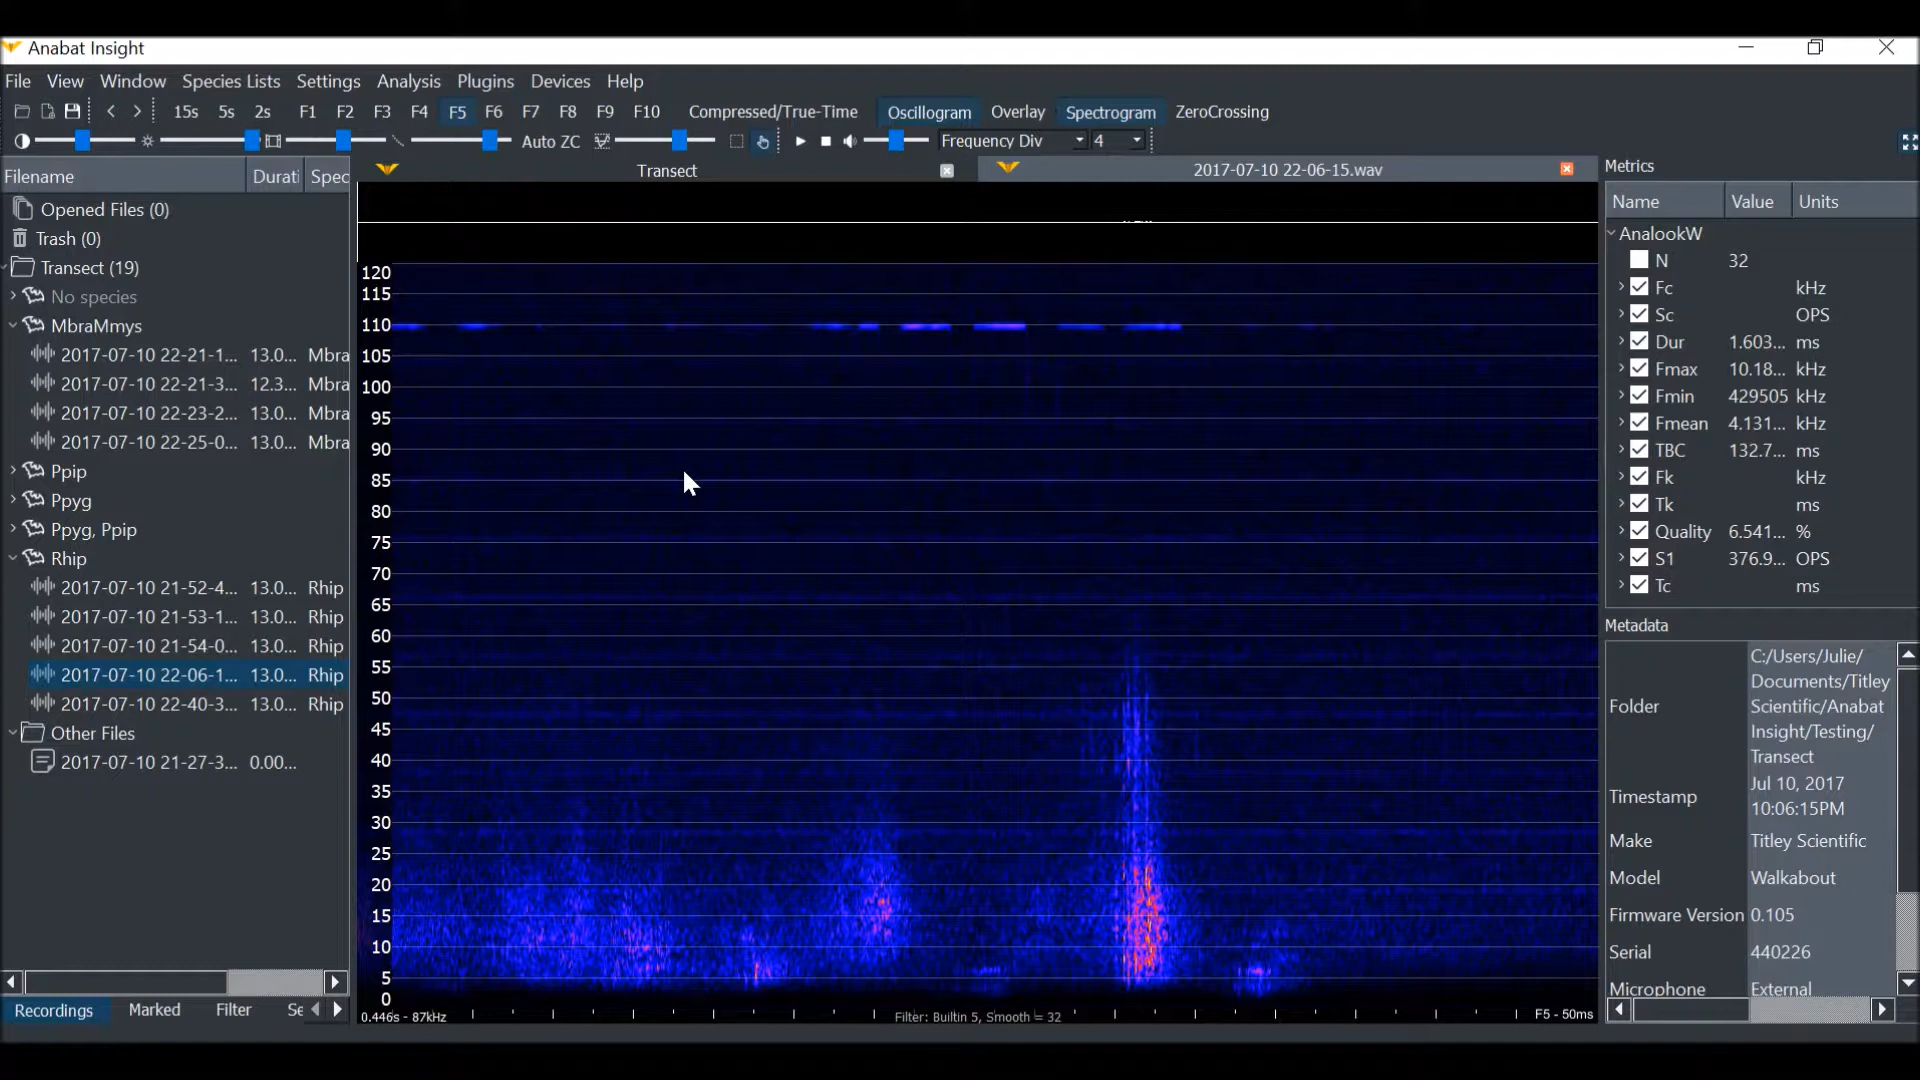 Anabat Insight
File View Window Species Lists Settings Analysis Plugins Devices Help
15s 5s 2s F1 F2 F3 F4 F5 F6 F7 F8 F9 F10 Compressed/True-Time Oscillogram Overlay Spectrogram ZeroCrossing
Auto ZC Frequency Div 4
Filename Durati Spec
Opened Files (0)
Trash (0)
Transect (19)
No species
MbraMmys
2017-07-10 22-21-1... 13.0... Mbra
2017-07-10 22-21-3... 12.3... Mbra
2017-07-10 22-23-2... 13.0... Mbra
2017-07-10 22-25-0... 13.0... Mbra
Ppip
Ppyg
Ppyg, Ppip
Rhip
2017-07-10 21-52-4... 13.0... Rhip
2017-07-10 21-53-1... 13.0... Rhip
2017-07-10 21-54-0... 13.0... Rhip
2017-07-10 22-06-1... 13.0... Rhip
2017-07-10 22-40-3... 13.0... Rhip
Other Files
2017-07-10 21-27-3... 0.00...
Recordings Marked Filter Se
Transect 2017-07-10 22-06-15.wav
120
115
110
105
100
95
90
85
80
75
70
65
60
55
50
45
40
35
30
25
20
15
10
5
0
0.446s - 87kHz Filter: Builtin 5, Smooth = 32 F5 - 50ms
Metrics
Name Value Units
AnalookW
N 32
Fc kHz
Sc OPS
Dur 1.603... ms
Fmax 10.18... kHz
Fmin 429505 kHz
Fmean 4.131... kHz
TBC 132.7... ms
Fk kHz
Tk ms
Quality 6.541... %
S1 376.9... OPS
Tc ms
Metadata
Folder C:/Users/Julie/
Documents/Titley
Scientific/Anabat
Insight/Testing/
Transect
Timestamp Jul 10, 2017
10:06:15PM
Make Titley Scientific
Model Walkabout
Firmware Version 0.105
Serial 440226
Microphone External